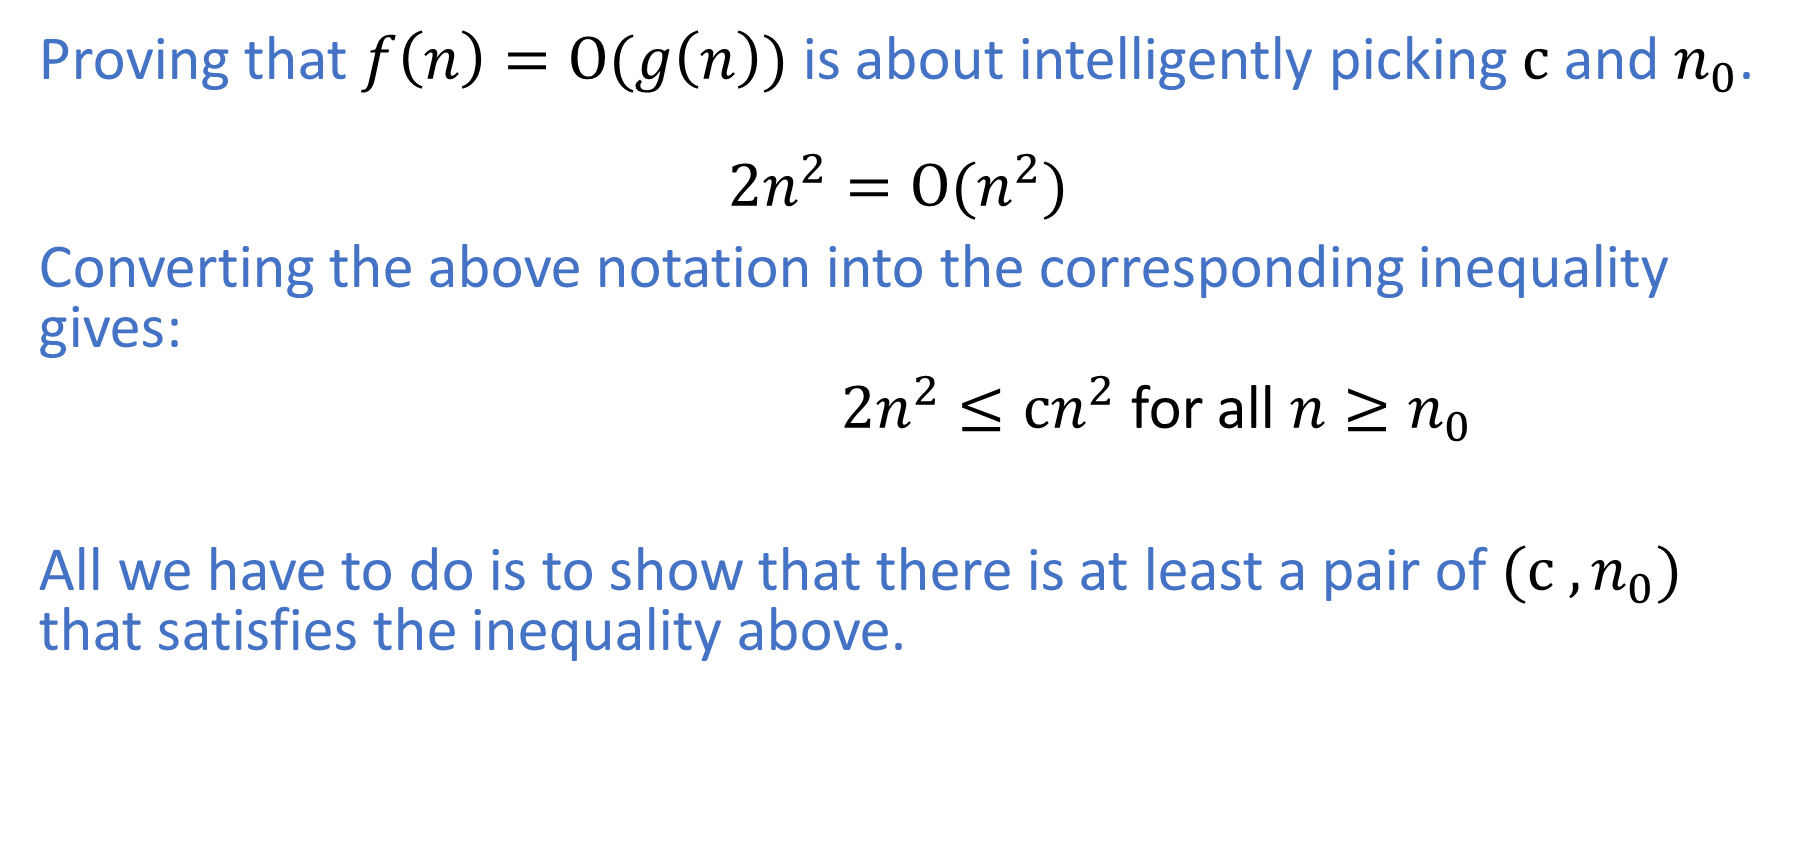 Proving that f(n) = O(g(n)) is about intelligently picking c and n₀.
2n² = O(n²)
Converting the above notation into the corresponding inequality
gives:
2n² ≤ cn² for all n ≥ n₀
All we have to do is to show that there is at least a pair of (c , n₀)
that satisfies the inequality above.